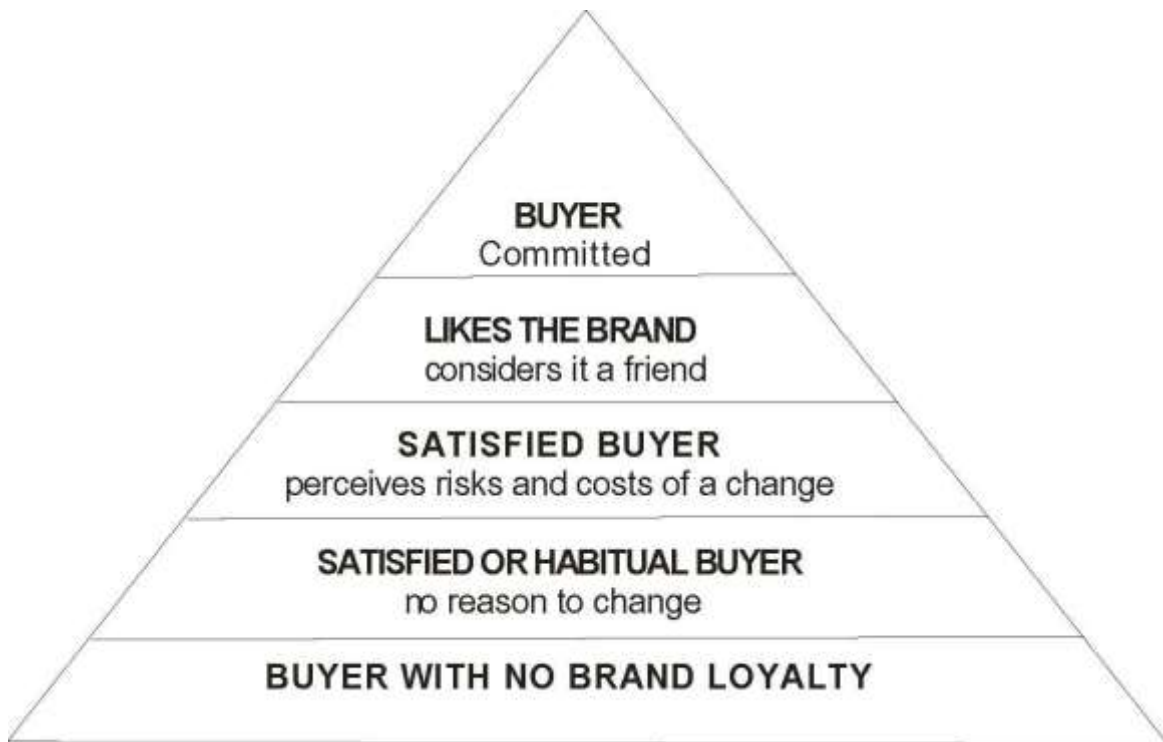 BUYER
Committed
LIKES THE BRAND
considers it a friend
SATISFIED BUYER
perceives risks and costs of a change
SATISFIED OR HABITUAL BUYER
no reason to change
BUYER WITH NO BRAND LOYALTY